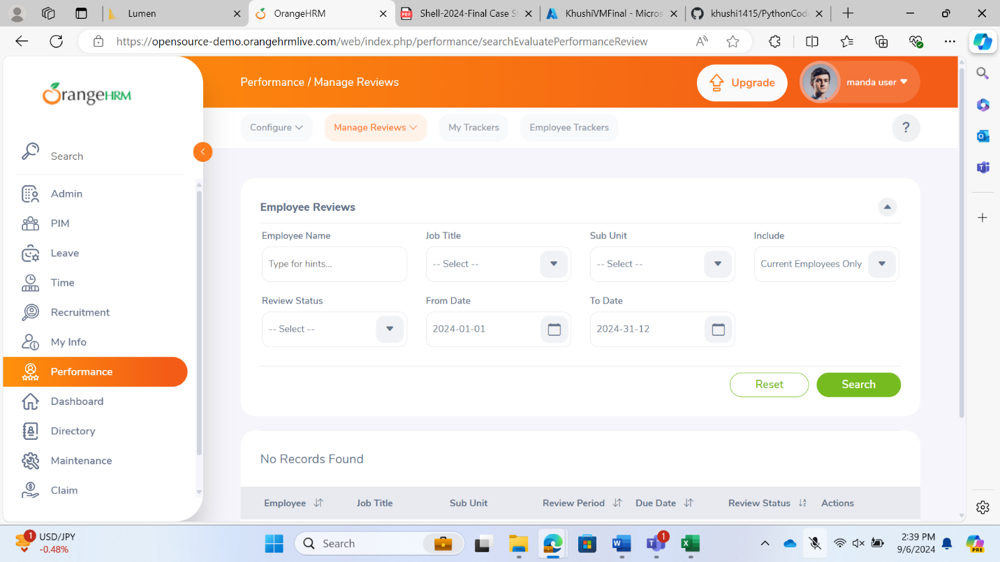 Lumen
OrangeHRM
Shell-2024-Final Case S
KhushiVMFinal - Micros
khushi1415/PythonCod
https://opensource-demo.orangehrmlive.com/web/index.php/performance/searchEvaluatePerformanceReview
OrangeHRM
Performance / Manage Reviews
Upgrade
manda user
Configure
Manage Reviews
My Trackers
Employee Trackers
?
Search
Admin
PIM
Leave
Time
Recruitment
My Info
Performance
Dashboard
Directory
Maintenance
Claim
Employee Reviews
Employee Name
Job Title
Sub Unit
Include
Type for hints...
-- Select --
-- Select --
Current Employees Only
Review Status
From Date
To Date
-- Select --
2024-01-01
2024-31-12
Reset
Search
No Records Found
Employee
Job Title
Sub Unit
Review Period
Due Date
Review Status
Actions
1
USD/JPY
-0.48%
Search
1
2:39 PM
9/6/2024
PRE